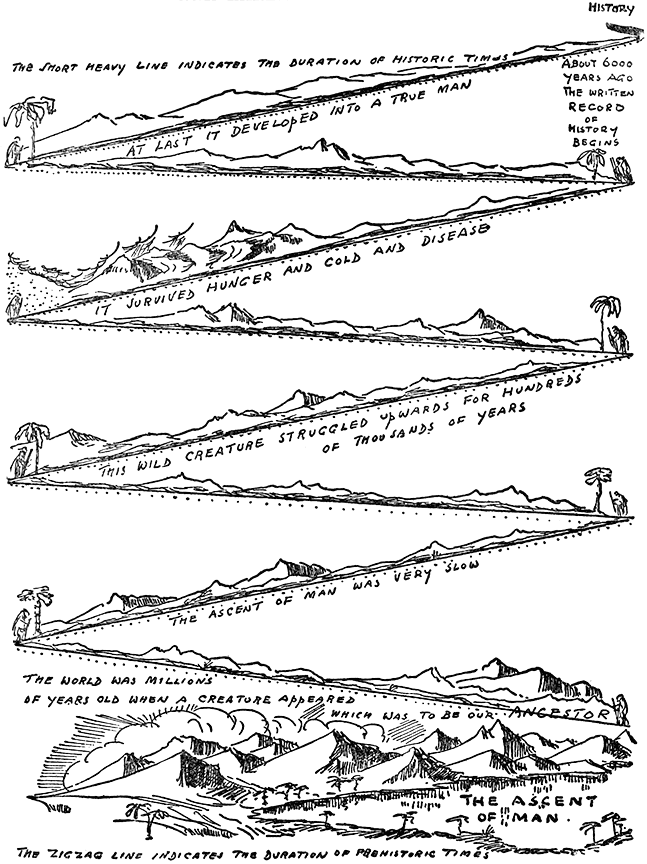 HISTORY
THE SHORT HEAVY LINE INDICATES THE DURATION OF HISTORIC TIMES
ABOUT 6000
YEARS AGO
THE WRITTEN
RECORD
OF
HISTORY
BEGINS
AT LAST IT DEVELOPED INTO A TRUE MAN
IT SURVIVED HUNGER AND COLD AND DISEASE
THIS WILD CREATURE STRUGGLED UPWARDS FOR HUNDREDS
OF THOUSANDS OF YEARS
THE ASCENT OF MAN WAS VERY SLOW
THE WORLD WAS MILLIONS
OF YEARS OLD WHEN A CREATURE APPEARED
WHICH WAS TO BE OUR ANCESTOR
THE ASCENT
OF MAN.
THE ZIGZAG LINE INDICATES THE DURATION OF PREHISTORIC TIMES